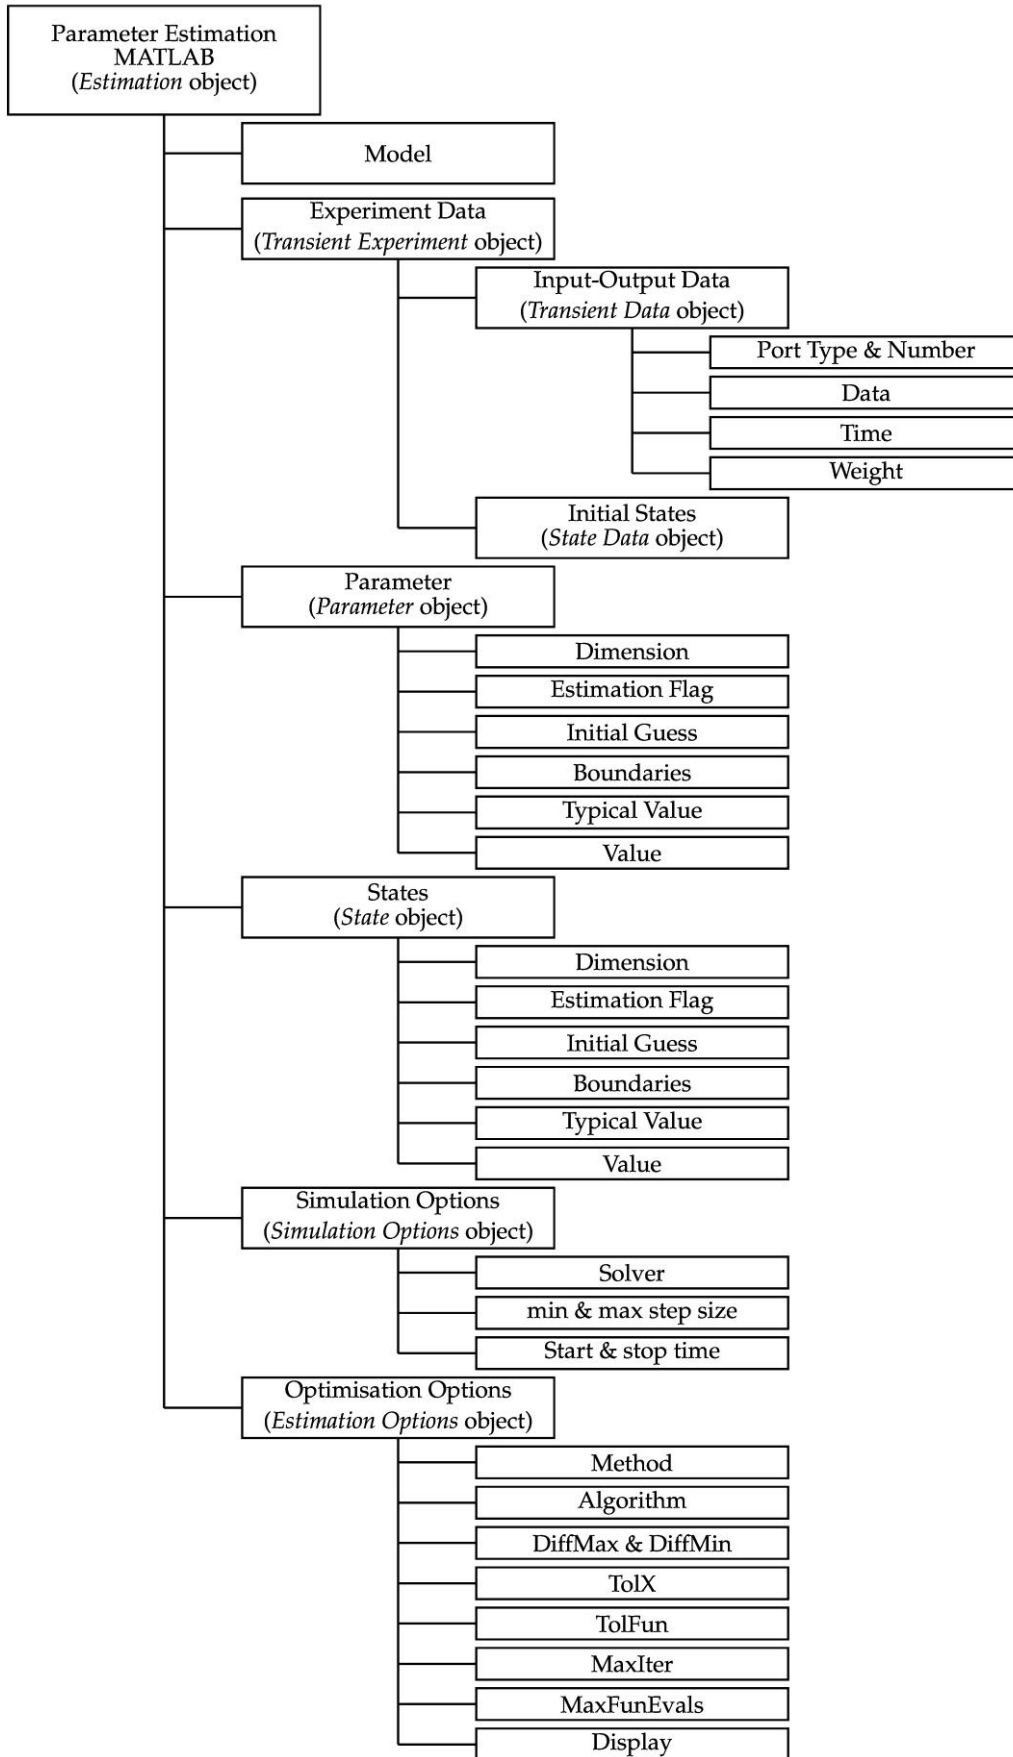 Parameter Estimation
MATLAB
(Estimation object)
Model
Experiment Data
(Transient Experiment object)
Input-Output Data
(Transient Data object)
Port Type & Number
Data
Time
Weight
Initial States
(State Data object)
Parameter
(Parameter object)
Dimension
Estimation Flag
Initial Guess
Boundaries
Typical Value
Value
States
(State object)
Dimension
Estimation Flag
Initial Guess
Boundaries
Typical Value
Value
Simulation Options
(Simulation Options object)
Solver
min & max step size
Start & stop time
Optimisation Options
(Estimation Options object)
Method
Algorithm
DiffMax & DiffMin
TolX
TolFun
MaxIter
MaxFunEvals
Display